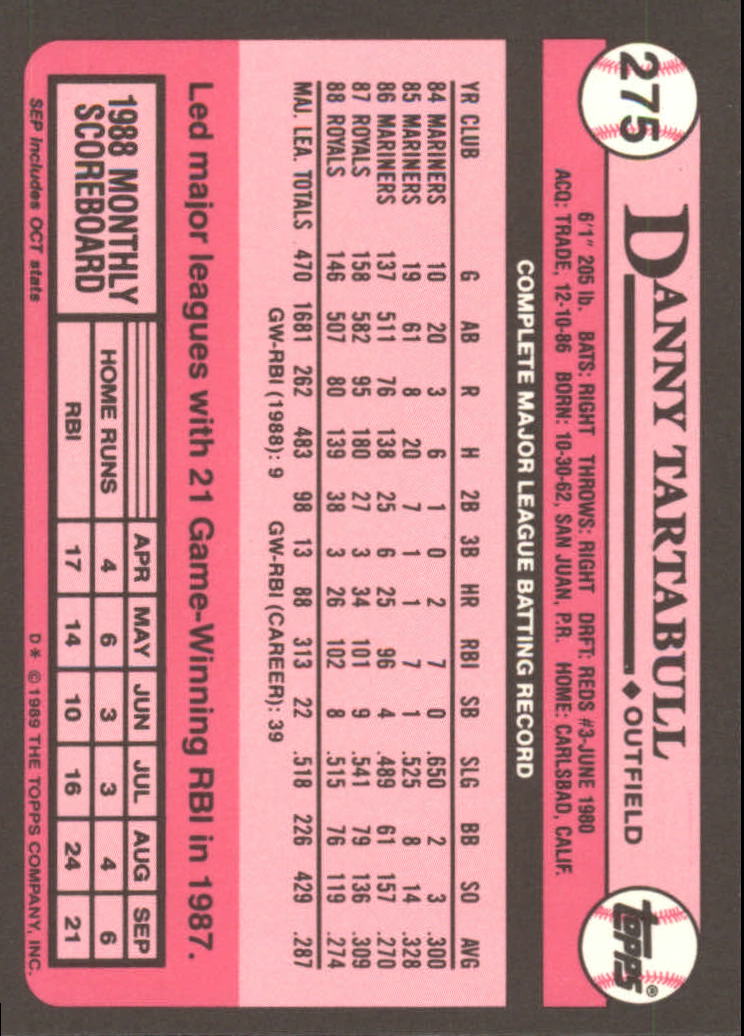 275
DANNY TARTABULL ◆ OUTFIELD
topps®
6/1" 205 lb. BATS: RIGHT THROWS: RIGHT DRFT: REDS #3-JUNE 1980
ACQ: TRADE, 12-10-86 BORN: 10-30-62, SAN JUAN, P.R. HOME: CARLSBAD, CALIF.
COMPLETE MAJOR LEAGUE BATTING RECORD
YR CLUB G AB R H 2B 3B HR RBI SB SLG BB SO AVG
84 MARINERS 10 20 3 6 1 0 2 7 0 .650 2 3 .300
85 MARINERS 19 61 8 20 7 1 1 7 1 .525 8 14 .328
86 MARINERS 137 511 76 138 25 6 25 96 4 .489 61 157 .270
87 ROYALS 158 582 95 180 27 3 34 101 9 .541 79 136 .309
88 ROYALS 146 507 80 139 38 3 26 102 8 .515 76 119 .274
MAJ. LEA. TOTALS 470 1681 262 483 98 13 88 313 22 .518 226 429 .287
GW-RBI (1988): 9 GW-RBI (CAREER): 39
Led major leagues with 21 Game-Winning RBI in 1987.
1988 MONTHLY
SCOREBOARD
APR MAY JUN JUL AUG SEP
HOME RUNS 4 6 3 3 4 6
RBI 17 14 10 16 24 21
SEP includes OCT stats
D* ©1989 THE TOPPS COMPANY, INC.